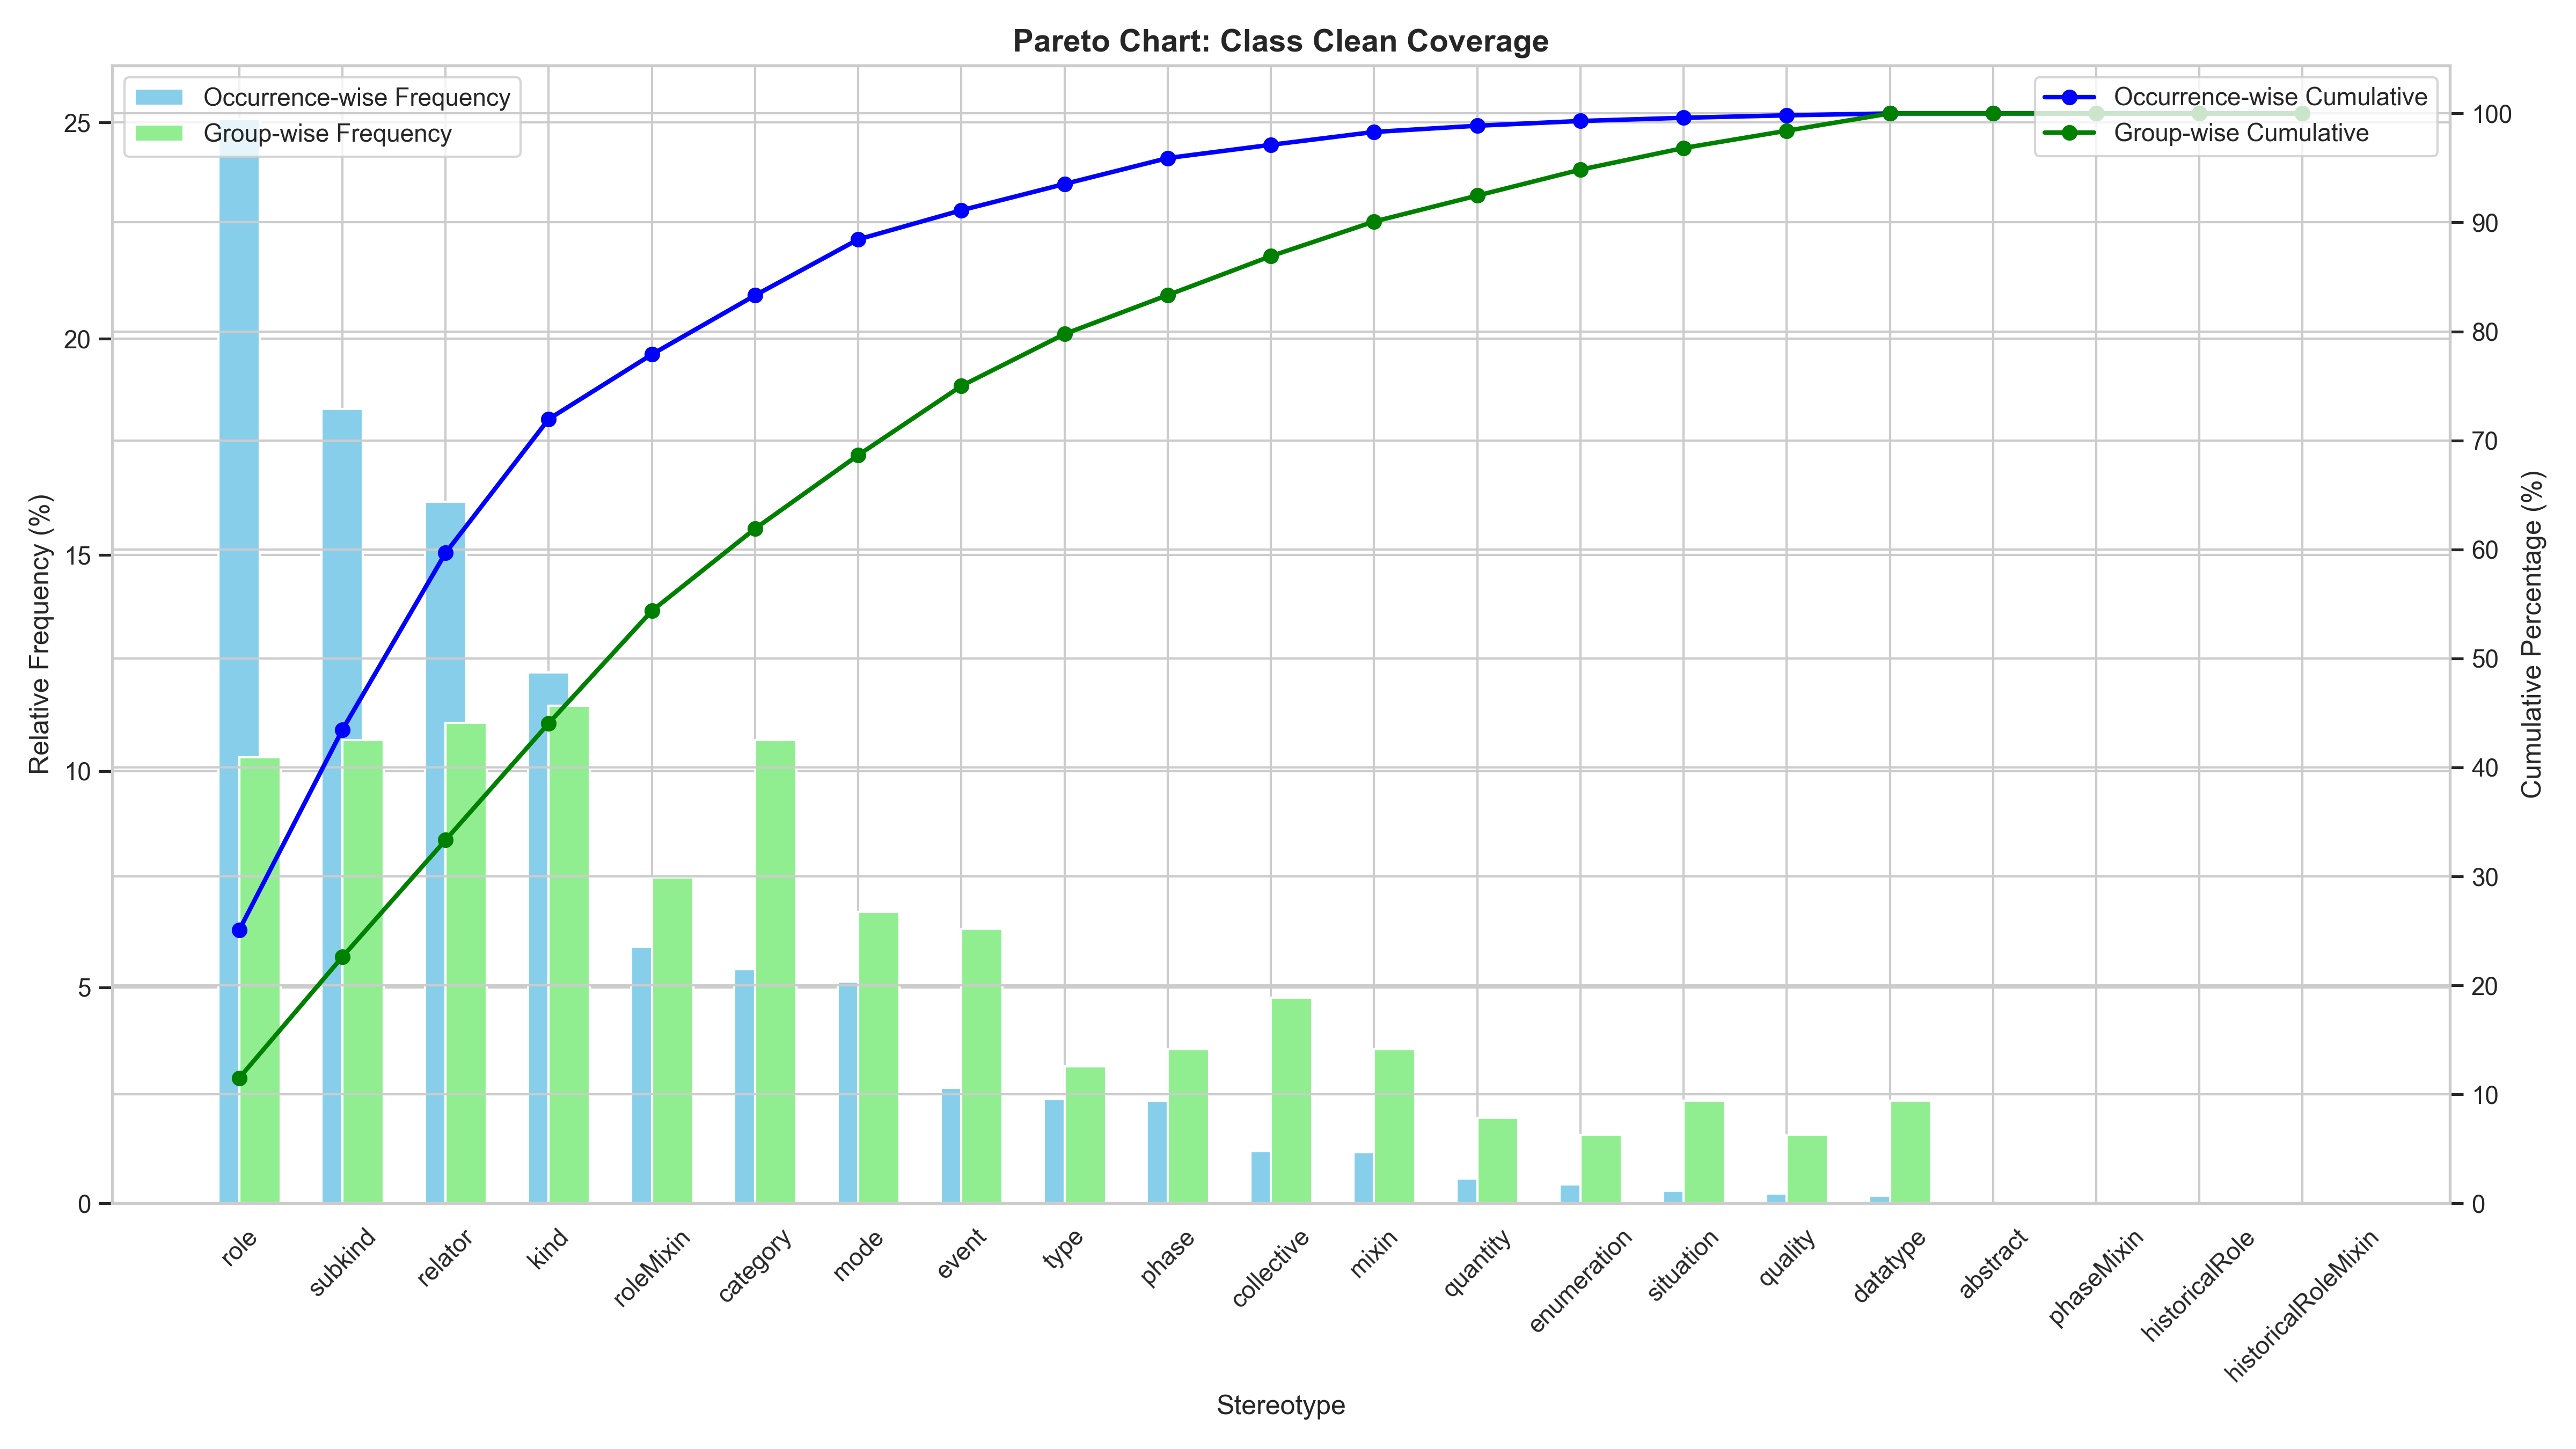 Pareto Chart: Class Clean Coverage
Occurrence-wise Frequency
Group-wise Frequency
Occurrence-wise Cumulative
Group-wise Cumulative
Relative Frequency (%)
25
20
15
10
5
0
Cumulative Percentage (%)
100
90
80
70
60
50
40
30
20
10
0
role
subkind
relator
kind
roleMixin
category
mode
event
type
phase
collective
mixin
quantity
enumeration
situation
quality
datatype
abstract
phaseMixin
historicalRole
historicalRoleMixin
Stereotype